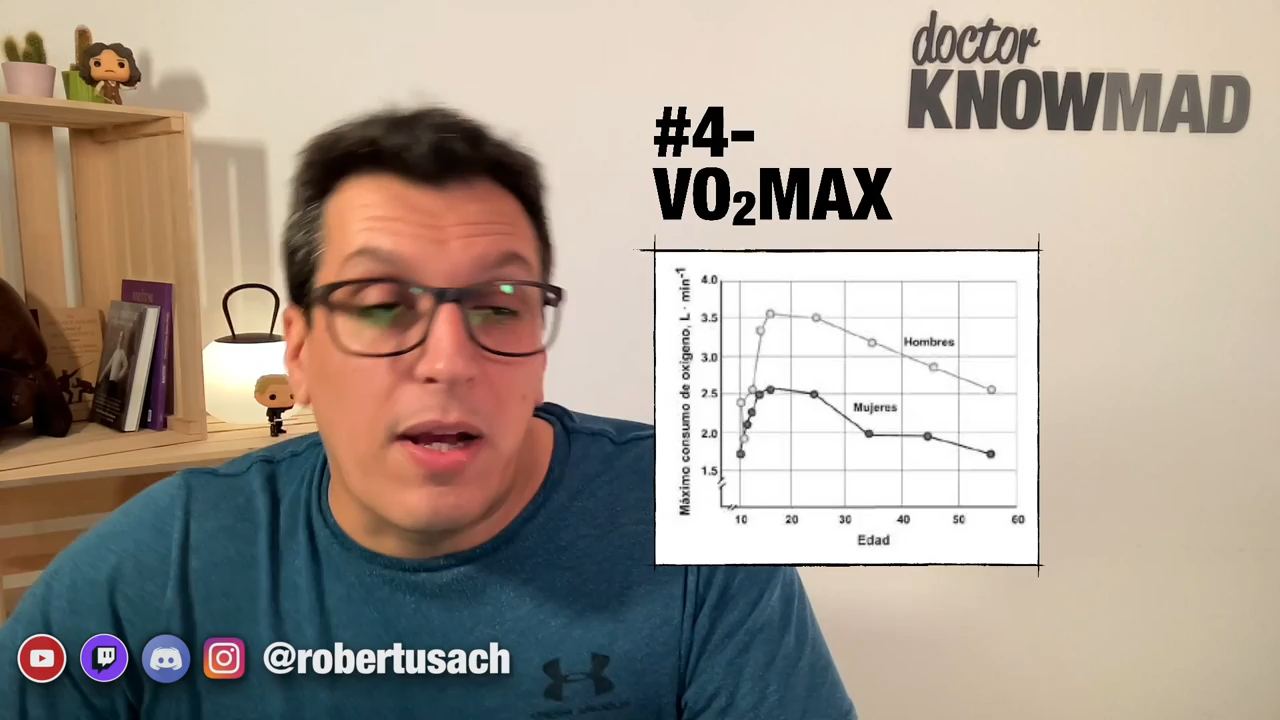 doctor
KNOWMAD
#4-
VO₂MAX
Máximo consumo de oxígeno, L · min⁻¹
4.0
3.5
3.0
2.5
2.0
1.5
Hombres
Mujeres
10 20 30 40 50 60
Edad
@robertusach